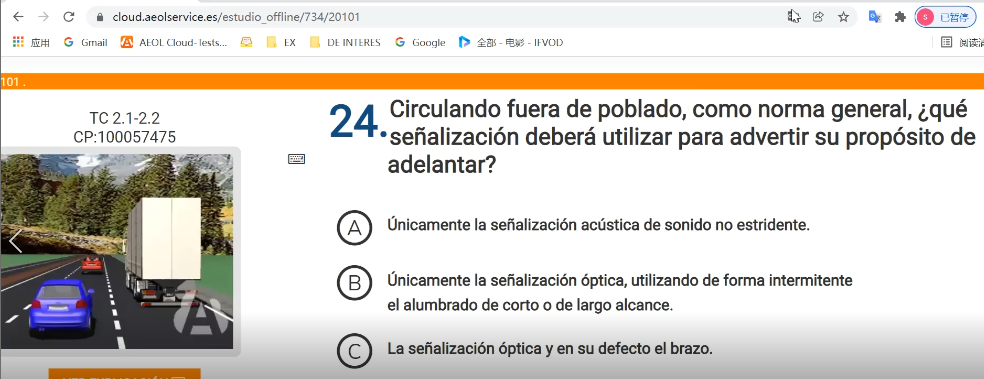 cloud.aeolservice.es/estudio_offline/734/20101
S 已暂停
应用 Gmail AEOL Cloud-Tests... EX DE INTERES Google 全部 - 电影 - IFVOD 阅读清
101 .
TC 2.1-2.2
CP:100057475
24. Circulando fuera de poblado, como norma general, ¿qué
señalización deberá utilizar para advertir su propósito de
adelantar?
A Únicamente la señalización acústica de sonido no estridente.
B Únicamente la señalización óptica, utilizando de forma intermitente
el alumbrado de corto o de largo alcance.
C La señalización óptica y en su defecto el brazo.